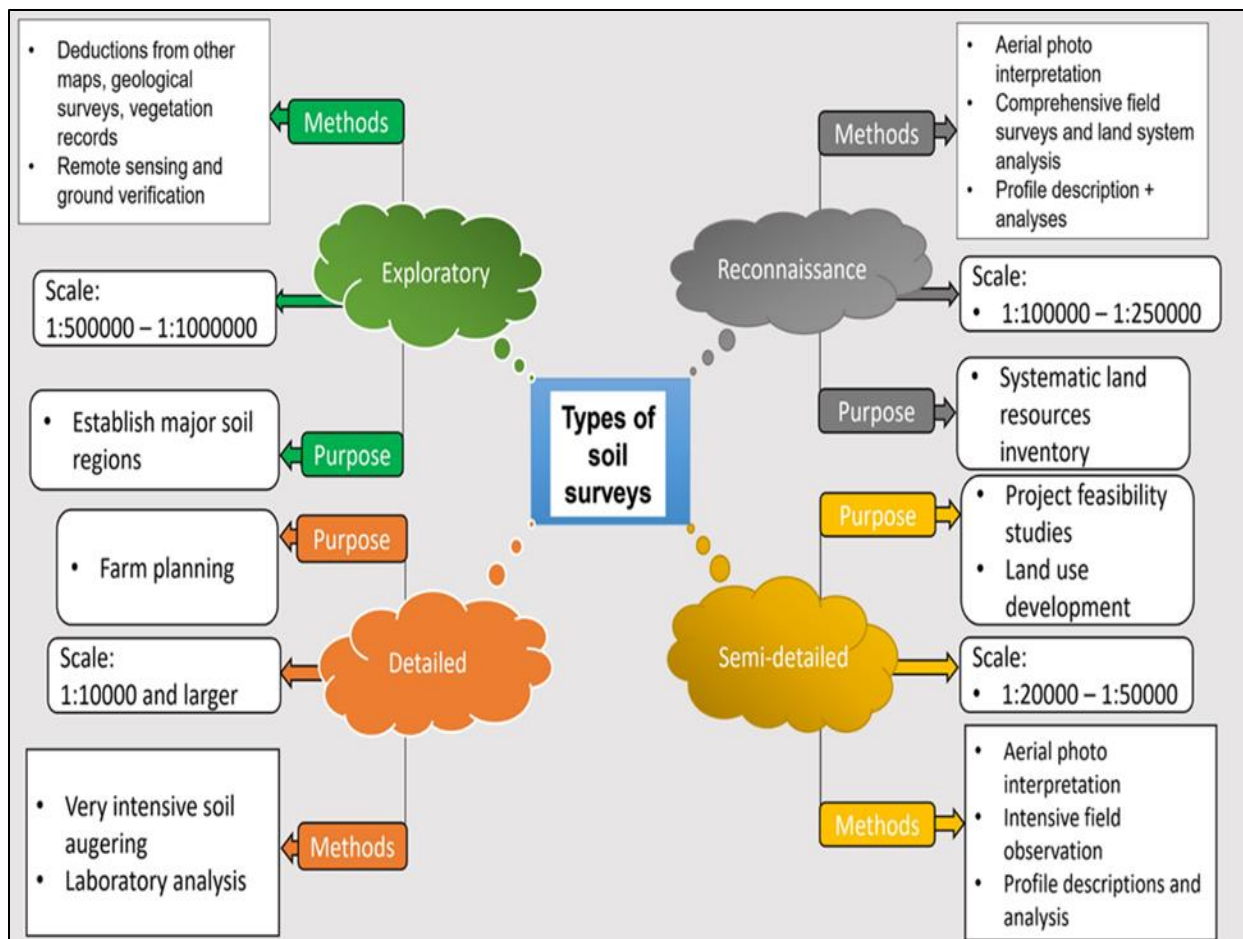 • Deductions from other
maps, geological
surveys, vegetation
records
• Remote sensing and
ground verification
Methods
Exploratory
Scale:
1:500000 – 1:1000000
• Establish major soil
regions
Purpose
Methods
• Aerial photo
interpretation
• Comprehensive field
surveys and land system
analysis
• Profile description +
analyses
Reconnaissance
Scale:
• 1:100000 – 1:250000
Purpose
• Systematic land
resources
inventory
Types of
soil
surveys
Purpose
• Farm planning
Scale:
1:10000 and larger
Detailed
• Very intensive soil
augering
• Laboratory analysis
Methods
Purpose
• Project feasibility
studies
• Land use
development
Semi-detailed
Scale:
• 1:20000 – 1:50000
Methods
• Aerial photo
interpretation
• Intensive field
observation
• Profile descriptions and
analysis